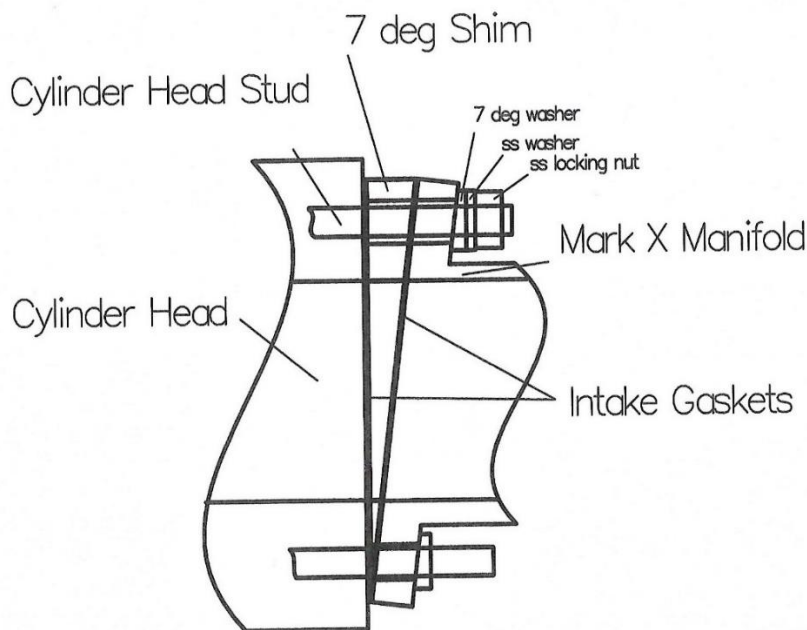 7 deg Shim
Cylinder Head Stud
7 deg washer
ss washer
ss locking nut
Mark X Manifold
Cylinder Head
Intake Gaskets